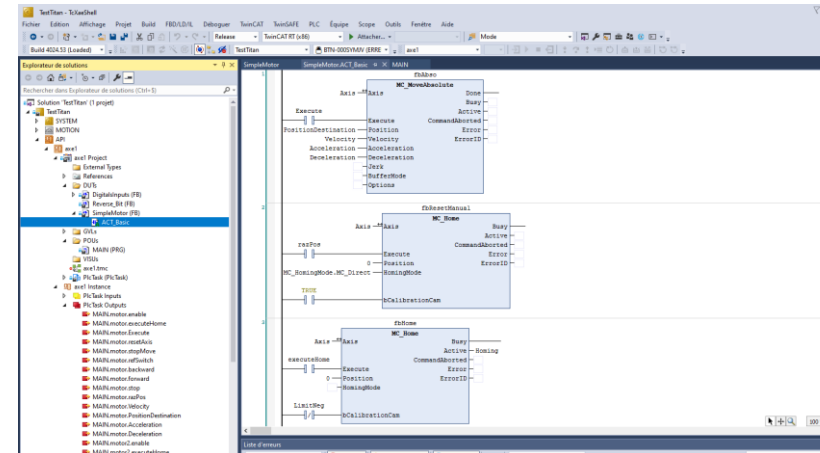 TestTitan - TcXaeShell
Fichier Edition Affichage Projet Build FBD/LD/IL Déboguer TwinCAT TwinSAFE PLC Équipe Scope Outils Fenêtre Aide
Release TwinCAT RT (x86) Attacher... Mode
Build 4024.53 (Loaded) TestTitan axe1
Explorateur de solutions
Rechercher dans Explorateur de solutions (Ctrl+$)
Solution 'TestTitan' (1 projet)
TestTitan
SYSTEM
MOTION
API
axe1
axe1 Project
External Types
References
DUTs
DigitalInputs (FB)
Reverse_Bit (FB)
SimpleMotor (FB)
ACT_Basic
GVLs
POUs
MAIN (PRG)
VISUs
axe1.tmc
PlcTask (PlcTask)
axe1 Instance
PlcTask Inputs
PlcTask Outputs
MAIN.motor.enable
MAIN.motor.executeHome
MAIN.motor.Execute
MAIN.motor.resetAxis
MAIN.motor.stopMove
MAIN.motor.refSwitch
MAIN.motor.backward
MAIN.motor.forward
MAIN.motor.stop
MAIN.motor.razPos
MAIN.motor.Velocity
MAIN.motor.PositionDestination
MAIN.motor.Acceleration
MAIN.motor.Deceleration
MAIN.motor2.enable
MAIN.motor2.executeHome
SimpleMotor SimpleMotor.ACT_Basic MAIN
1
fbAbso
MC_MoveAbsolute
Axis Axis Done
Busy
Active
Execute
Execute CommandAborted
PositionDestination Position Error
Velocity Velocity ErrorID
Acceleration Acceleration
Deceleration Deceleration
Jerk
BufferMode
Options
2
fbResetManual
MC_Home
Axis Axis Busy
Active
razPos CommandAborted
Execute Error
0 Position ErrorID
MC_HomingMode.MC_Direct HomingMode
TRUE
bCalibrationCam
3
fbHome
MC_Home
Axis Axis Busy
Active Homing
executeHome CommandAborted
Execute Error
0 Position ErrorID
HomingMode
LimitNeg
bCalibrationCam
100
Liste d'erreurs